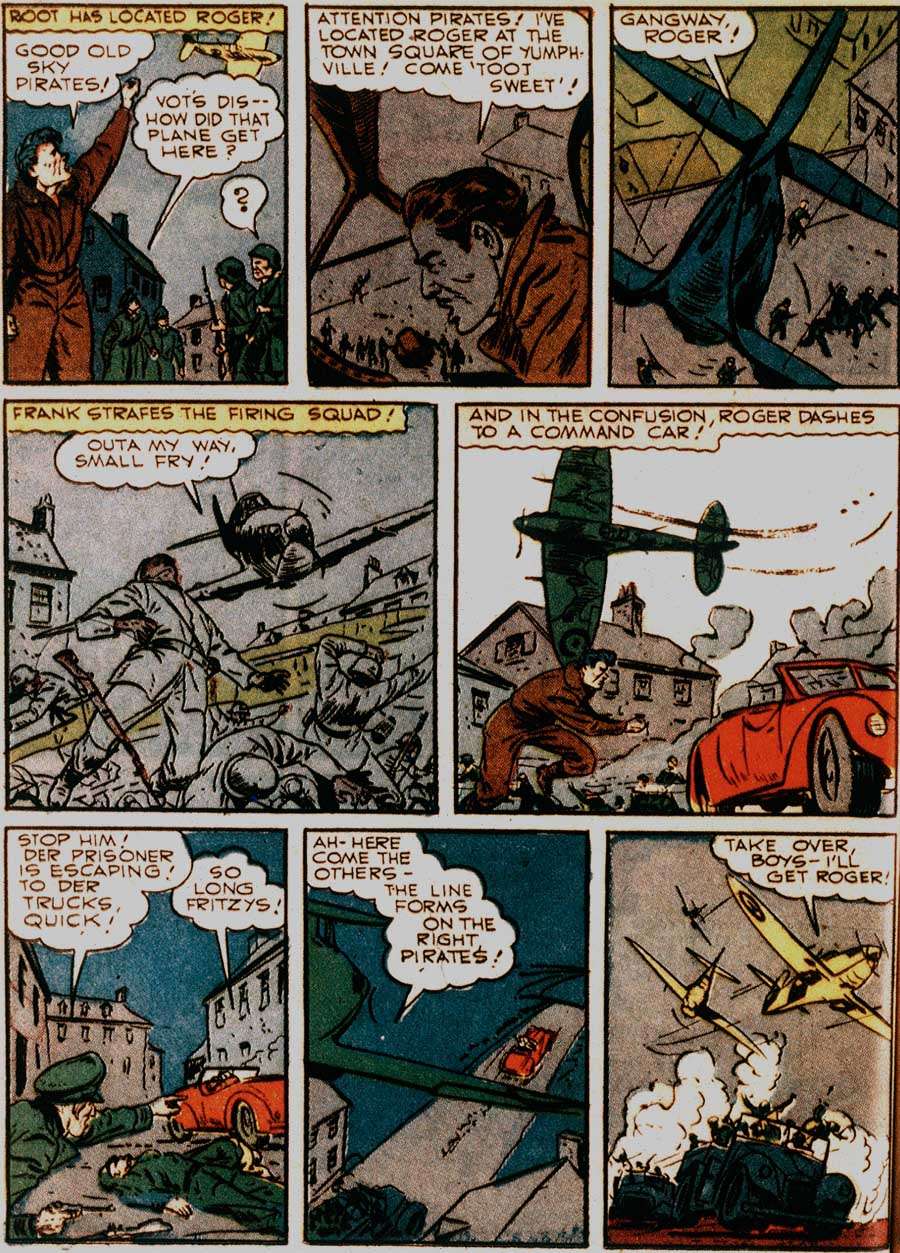 ROOT HAS LOCATED ROGER!
GOOD OLD
SKY
PIRATES!
VOT'S DIS--
HOW DID THAT
PLANE GET
HERE?
?
ATTENTION PIRATES! I'VE
LOCATED ROGER AT THE
TOWN SQUARE OF YUMPH-
VILLE! COME 'TOOT
SWEET'!
GANGWAY,
ROGER!
FRANK STRAFES THE FIRING SQUAD!
OUTA MY WAY,
SMALL FRY!
AND IN THE CONFUSION, ROGER DASHES
TO A COMMAND CAR!
STOP HIM!
DER PRISONER
IS ESCAPING!
TO DER
TRUCKS,
QUICK!
SO
LONG
FRITZYS!
AH-HERE
COME THE
OTHERS-
THE LINE
FORMS
ON THE
RIGHT,
PIRATES!
TAKE OVER,
BOYS-I'LL
GET ROGER!